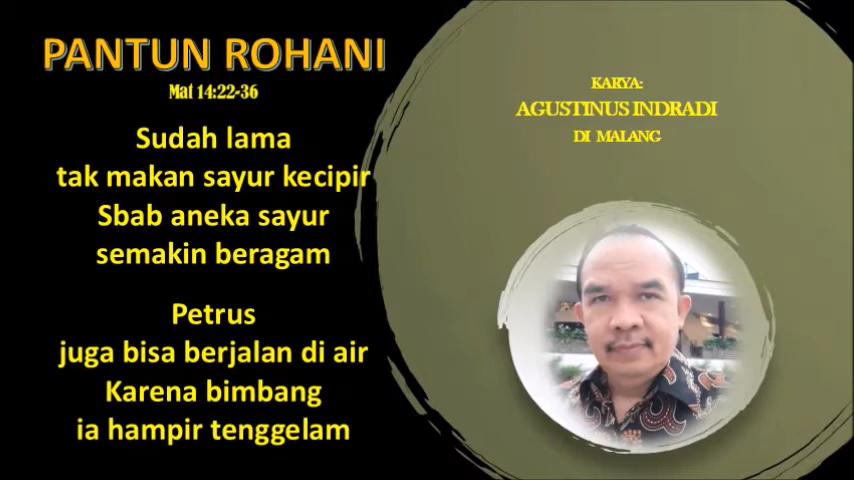 PANTUN ROHANI
Mat 14:22-36
Sudah lama
tak makan sayur kecipir
Sbab aneka sayur
semakin beragam
Petrus
juga bisa berjalan di air
Karena bimbang
ia hampir tenggelam
KARYA:
AGUSTINUS INDRADI
DI MALANG